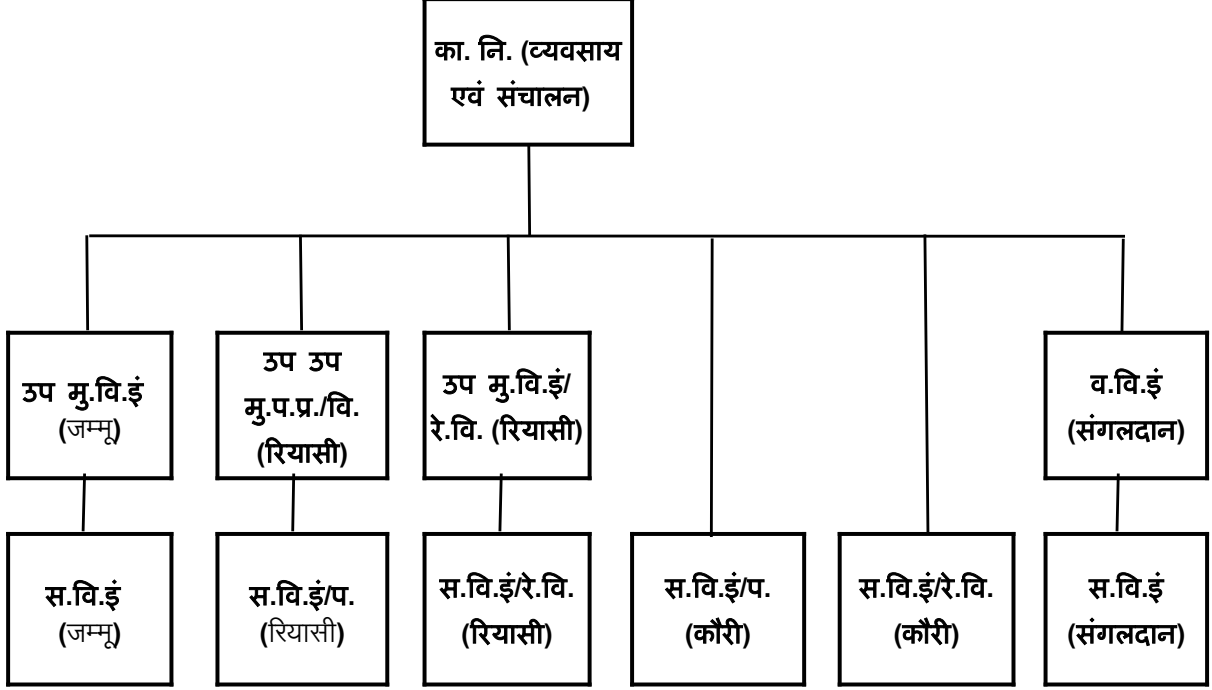 का. नि. (व्यवसाय
एवं संचालन)
उप मु.वि.इं
(जम्मू)
उप उप
मु.प.प्र./वि.
(रियासी)
उप मु.वि.इं/
रे.वि. (रियासी)
व.वि.इं
(संगलदान)
स.वि.इं
(जम्मू)
स.वि.इं/प.
(रियासी)
स.वि.इं/रे.वि.
(रियासी)
स.वि.इं/प.
(कौरी)
स.वि.इं/रे.वि.
(कौरी)
स.वि.इं
(संगलदान)